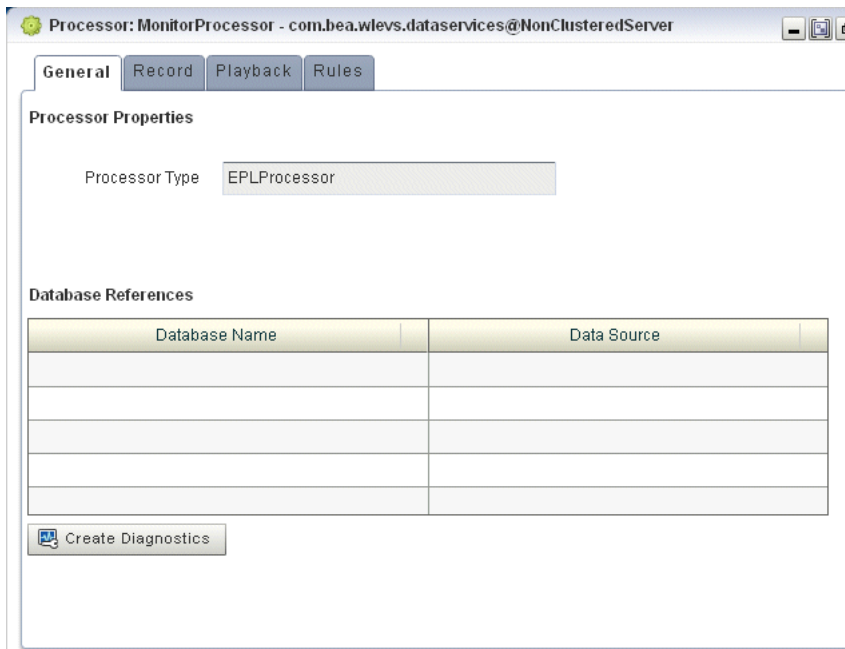 Processor: MonitorProcessor - com.bea.wlevs.dataservices@NonClusteredServer
General Record Playback Rules
Processor Properties
Processor Type EPLProcessor
Database References
Database Name Data Source
Create Diagnostics